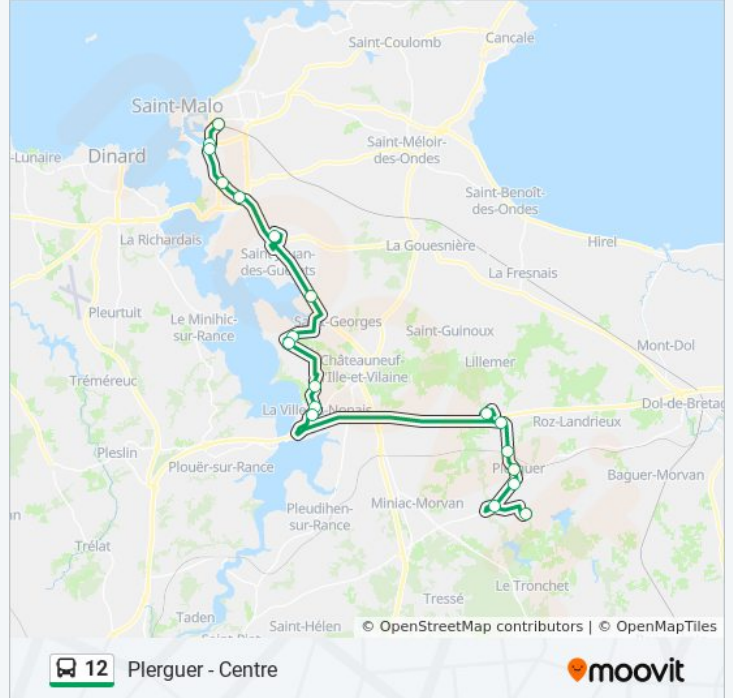 Saint-Coulomb
Cancale
Saint-Malo
Saint-Méloir-
des-Ondes
-Lunaire
Dinard
Saint-Benoît-
des-Ondes
La Richardais
La Gouesnière
Hirel
des-Guérets
La Fresnais
Pleurtuit
Le Minihic-
sur-Rance
Saint-Georges
Saint-Guinoux
Mont-Dol
Châteauneuf-
d'Ille-et-Vilaine
Lillemer
Tréméreuc
La Ville-ès-Nonais
Dol-de-Bretag
Roz-Landrieux
Pleslin
Plouër-sur-Rance
Plerguer
Baguer-Morvan
Miniac-Morvan
Pleudihen-
sur-Rance
Trélat
Le Tronchet
Tressé
Taden
Saint-Hélen
© OpenStreetMap contributors | © OpenMapTiles
12 Plerguer - Centre
moovit